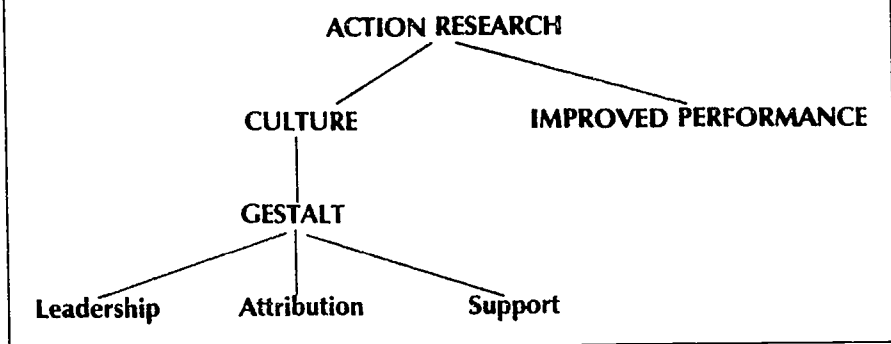 ACTION RESEARCH
CULTURE
IMPROVED PERFORMANCE
GESTALT
Leadership
Attribution
Support